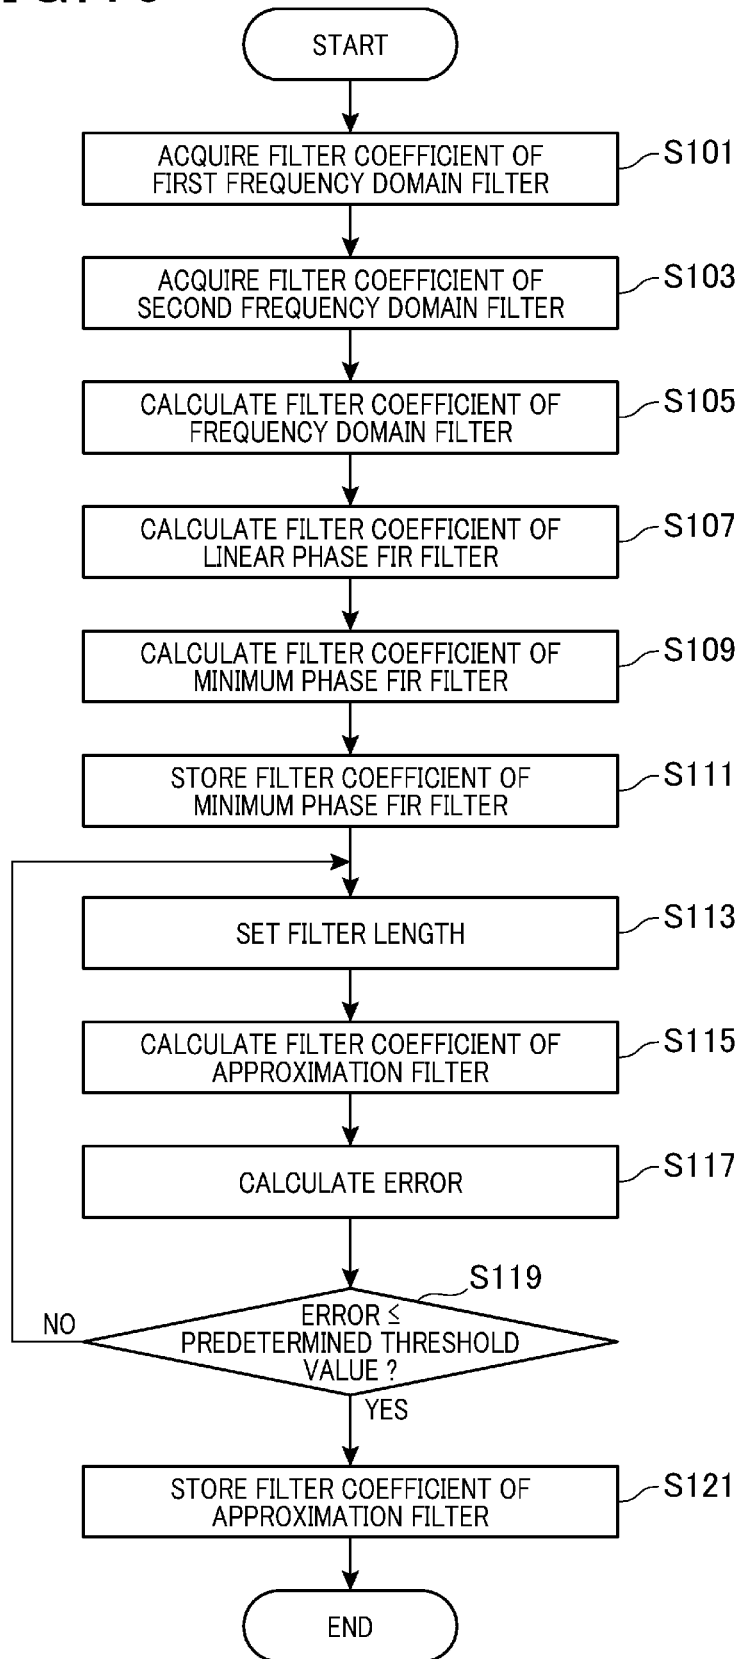 START
ACQUIRE FILTER COEFFICIENT OF
FIRST FREQUENCY DOMAIN FILTER
S101
ACQUIRE FILTER COEFFICIENT OF
SECOND FREQUENCY DOMAIN FILTER
S103
CALCULATE FILTER COEFFICIENT OF
FREQUENCY DOMAIN FILTER
S105
CALCULATE FILTER COEFFICIENT OF
LINEAR PHASE FIR FILTER
S107
CALCULATE FILTER COEFFICIENT OF
MINIMUM PHASE FIR FILTER
S109
STORE FILTER COEFFICIENT OF
MINIMUM PHASE FIR FILTER
S111
SET FILTER LENGTH
S113
CALCULATE FILTER COEFFICIENT OF
APPROXIMATION FILTER
S115
CALCULATE ERROR
S117
S119
ERROR ≦
PREDETERMINED THRESHOLD
VALUE ?
NO
YES
STORE FILTER COEFFICIENT OF
APPROXIMATION FILTER
S121
END